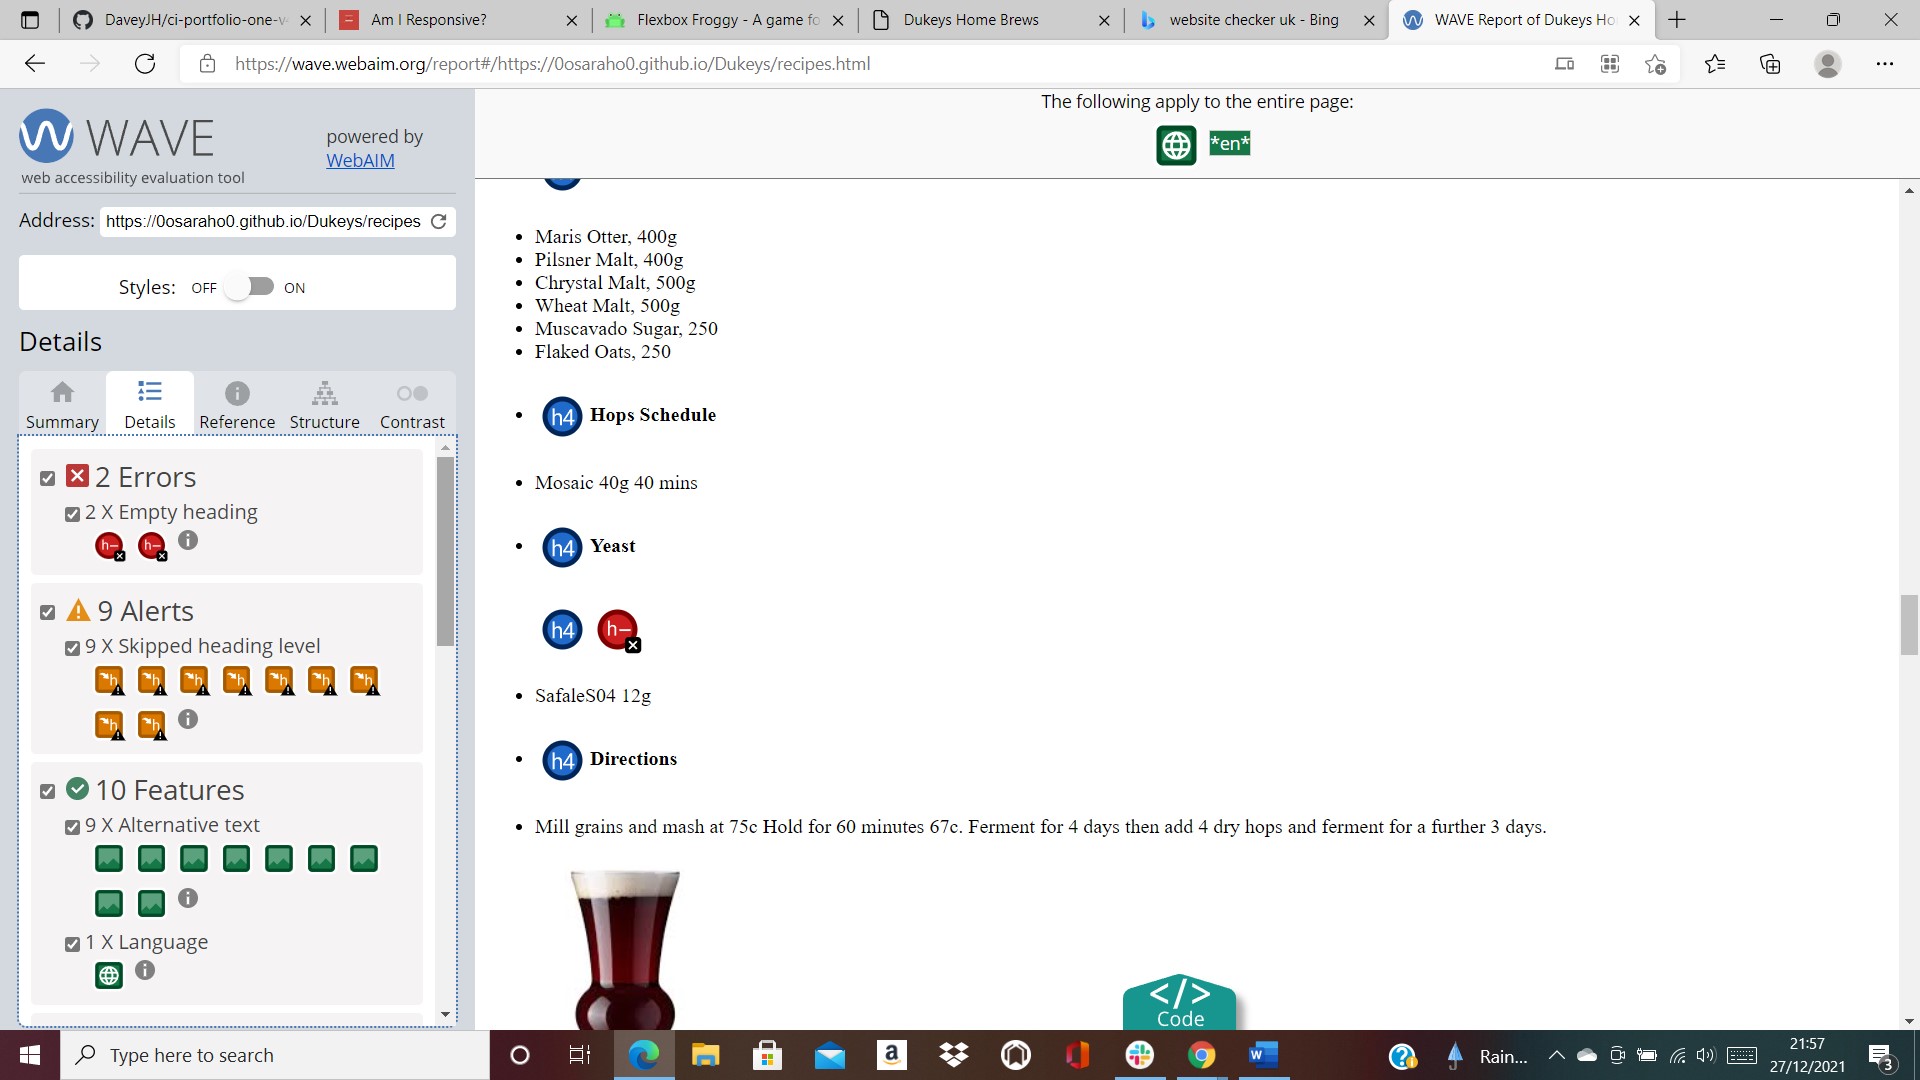 DaveyJH/ci-portfolio-one-v
Am I Responsive?
Flexbox Froggy - A game fo
Dukeys Home Brews
website checker uk - Bing
WAVE Report of Dukeys Ho
https://wave.webaim.org/report#/https://0osaraho0.github.io/Dukeys/recipes.html
WAVE
powered by
WebAIM
web accessibility evaluation tool
Address: https://0osaraho0.github.io/Dukeys/recipes
Styles: OFF ON
Details
Summary Details Reference Structure Contrast
2 Errors
2 X Empty heading
h- h-
9 Alerts
9 X Skipped heading level
h h h h h h h
h h
10 Features
9 X Alternative text
1 X Language
The following apply to the entire page:
*en*
Maris Otter, 400g
Pilsner Malt, 400g
Chrystal Malt, 500g
Wheat Malt, 500g
Muscavado Sugar, 250
Flaked Oats, 250
h4 Hops Schedule
Mosaic 40g 40 mins
h4 Yeast
h4 h-
SafaleS04 12g
h4 Directions
Mill grains and mash at 75c Hold for 60 minutes 67c. Ferment for 4 days then add 4 dry hops and ferment for a further 3 days.
</>
Code
Type here to search
Rain...
21:57
27/12/2021
3